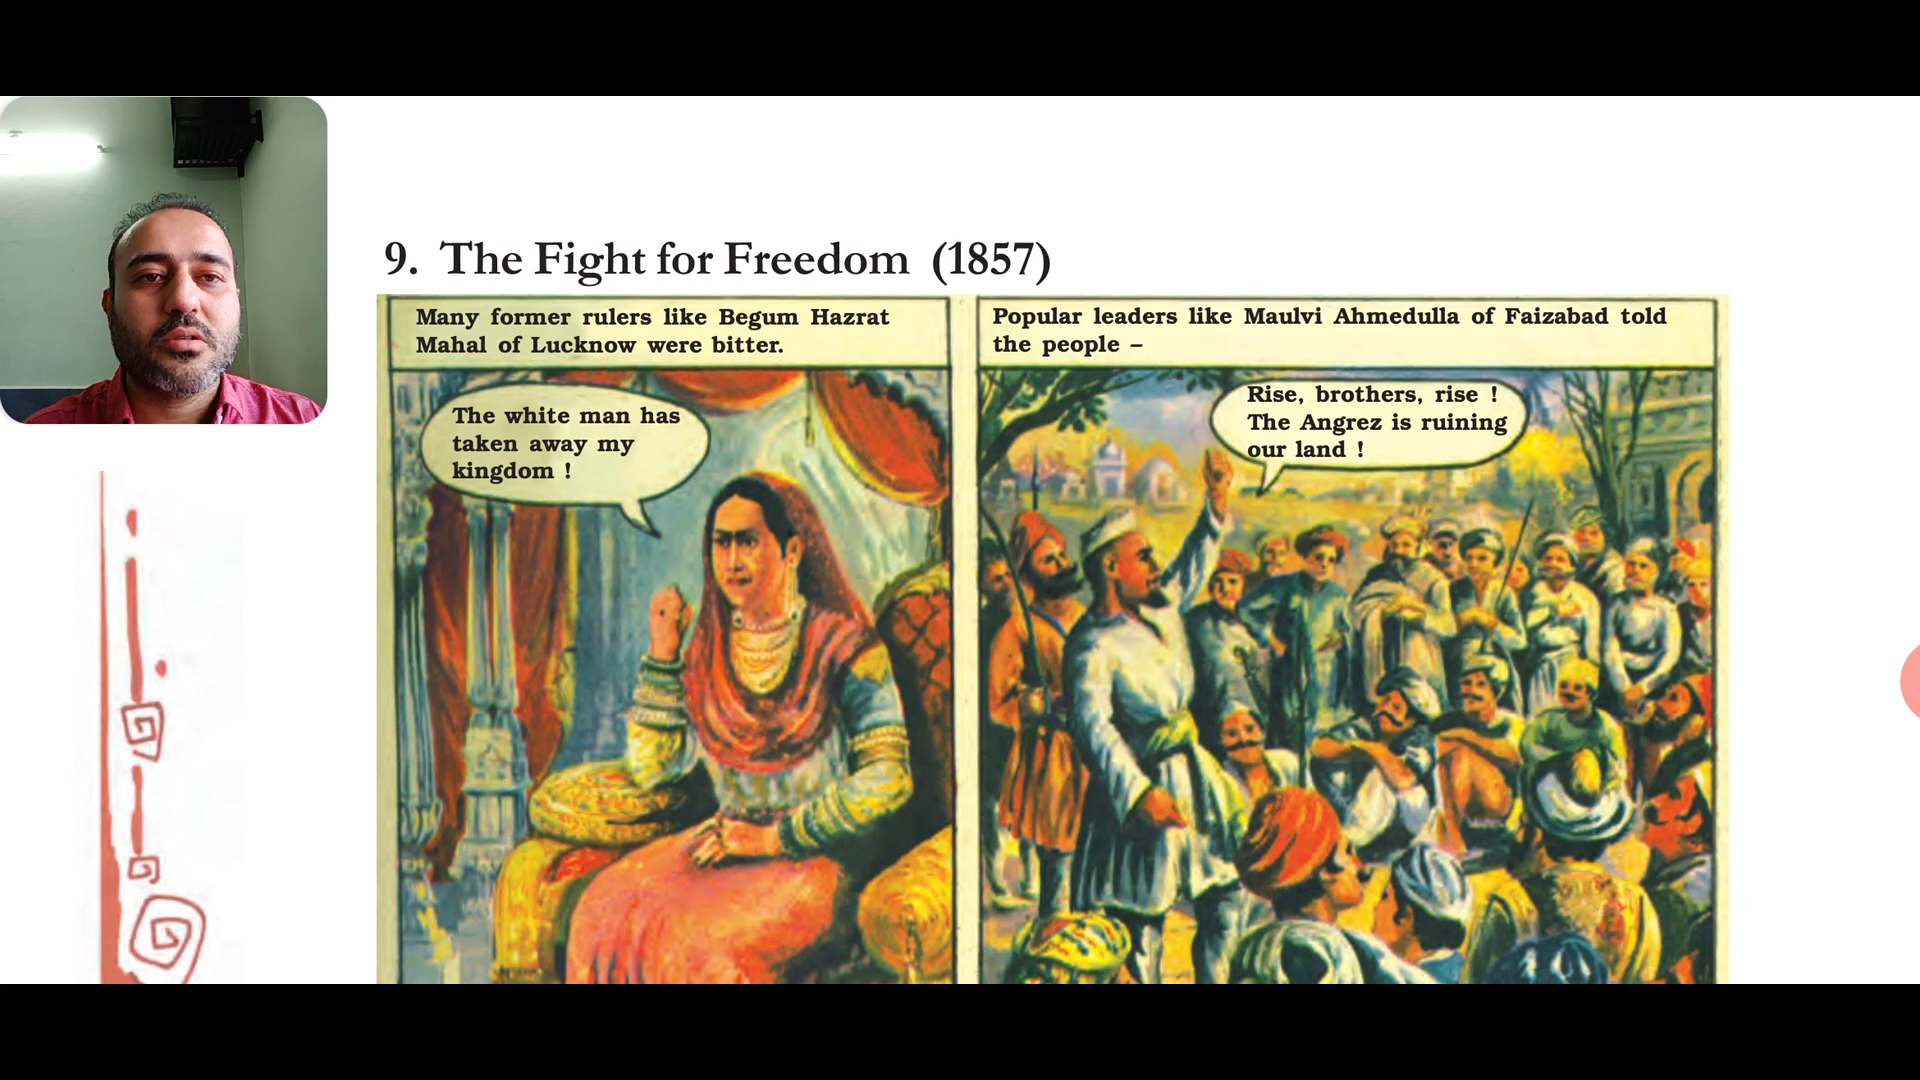 9. The Fight for Freedom (1857)
Many former rulers like Begum Hazrat
Mahal of Lucknow were bitter.
The white man has
taken away my
kingdom !
Popular leaders like Maulvi Ahmedulla of Faizabad told
the people –
Rise, brothers, rise !
The Angrez is ruining
our land !